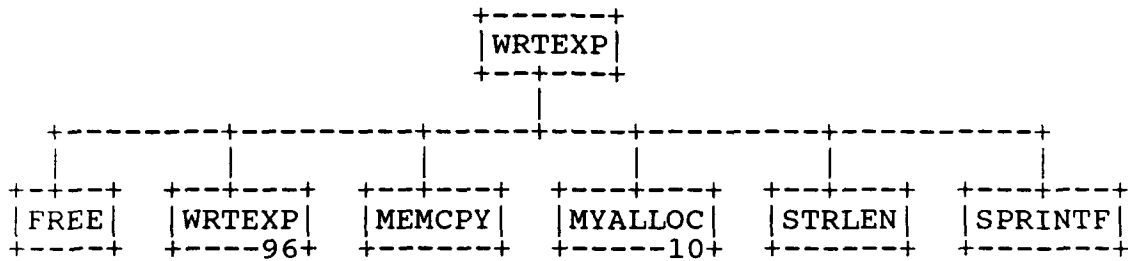 WRTEXP
FREE WRTEXP MEMCPY MYALLOC STRLEN SPRINTF
96 10